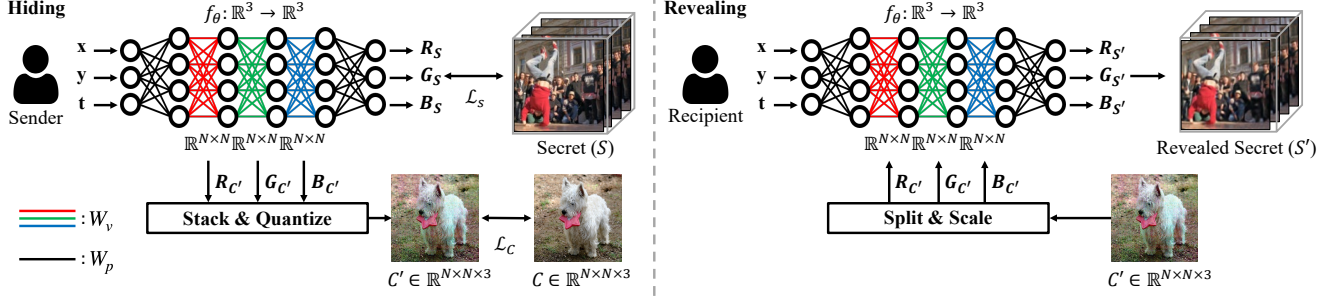 Hiding
f_θ: ℝ³ → ℝ³
x
y
t
Sender
R_S
G_S
B_S
ℒ_s
Secret (S)
ℝ^{N×N} ℝ^{N×N} ℝ^{N×N}
R_{C′} G_{C′} B_{C′}
Stack & Quantize
: W_v
: W_p
ℒ_C
C′ ∈ ℝ^{N×N×3}
C ∈ ℝ^{N×N×3}
Revealing
f_θ: ℝ³ → ℝ³
x
y
t
Recipient
R_{S′}
G_{S′}
B_{S′}
Revealed Secret (S′)
ℝ^{N×N} ℝ^{N×N} ℝ^{N×N}
R_{C′} G_{C′} B_{C′}
Split & Scale
C′ ∈ ℝ^{N×N×3}